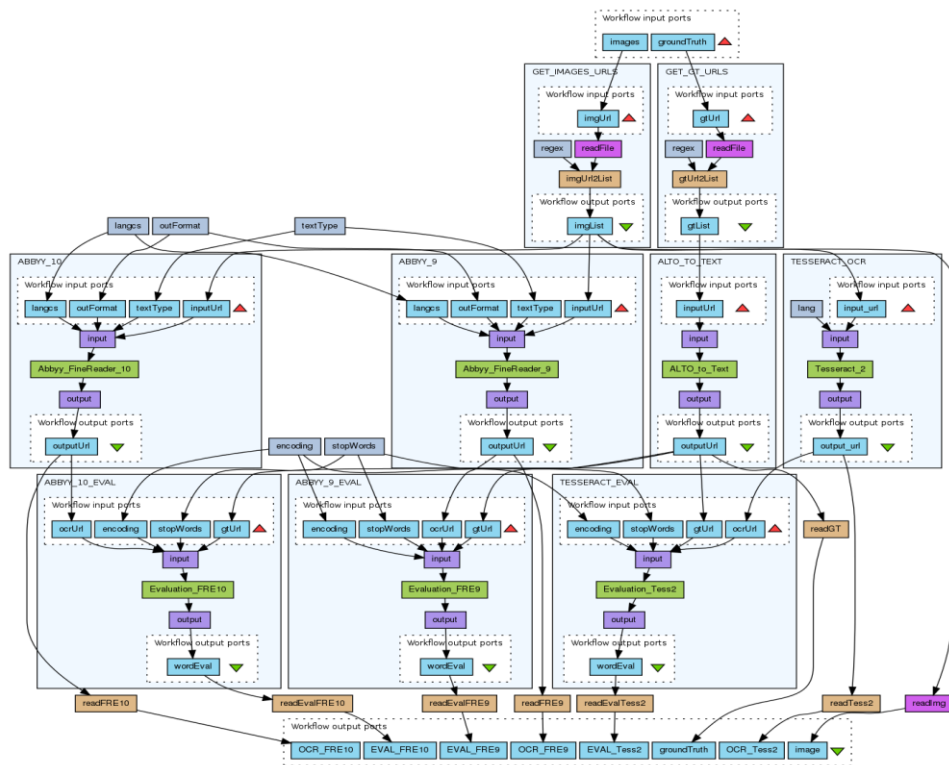 Workflow input ports
images groundTruth
GET_IMAGES_URLS GET_GT_URLS
Workflow input ports Workflow input ports
imgUrl gtUrl
regex readFile regex readFile
imgUrl2List gtUrl2List
Workflow output ports Workflow output ports
langcs outFormat textType imgList gtList
ABBYY_10 ABBYY_9 ALTO_TO_TEXT TESSERACT_OCR
Workflow input ports Workflow input ports Workflow input ports Workflow input ports
langcs outFormat textType inputUrl langcs outFormat textType inputUrl inputUrl lang input_url
input input input input
Abbyy_FineReader_10 Abbyy_FineReader_9 ALTO_to_Text Tesseract_2
output output output output
Workflow output ports Workflow output ports Workflow output ports Workflow output ports
outputUrl encoding stopWords outputUrl outputUrl output_url
ABBYY_10_EVAL ABBYY_9_EVAL TESSERACT_EVAL
Workflow input ports Workflow input ports Workflow input ports
ocrUrl encoding stopWords gtUrl encoding stopWords ocrUrl gtUrl encoding stopWords gtUrl ocrUrl readGT
input input input
Evaluation_FRE10 Evaluation_FRE9 Evaluation_Tess2
output output output
Workflow output ports Workflow output ports Workflow output ports
wordEval wordEval wordEval
readFRE10 readEvalFRE10 readEvalFRE9 readFRE9 readEvalTess2 readTess2 readImg
Workflow output ports
OCR_FRE10 EVAL_FRE10 EVAL_FRE9 OCR_FRE9 EVAL_Tess2 groundTruth OCR_Tess2 image